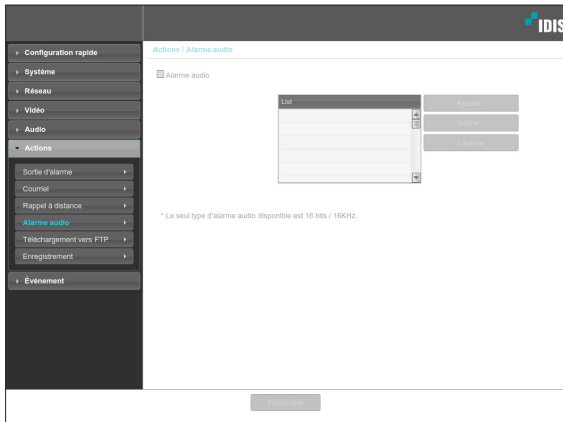 IDIS
Configuration rapide
Système
Réseau
Vidéo
Audio
Actions
Sortie d'alarme
Courriel
Rappel à distance
Alarme audio
Téléchargement vers FTP
Enregistrement
Événement
Actions / Alarme audio
Alarme audio
List
Ajouter
Retirer
Lecture
* Le seul type d'alarme audio disponible est 16 bits / 16KHz.
Enregistrer